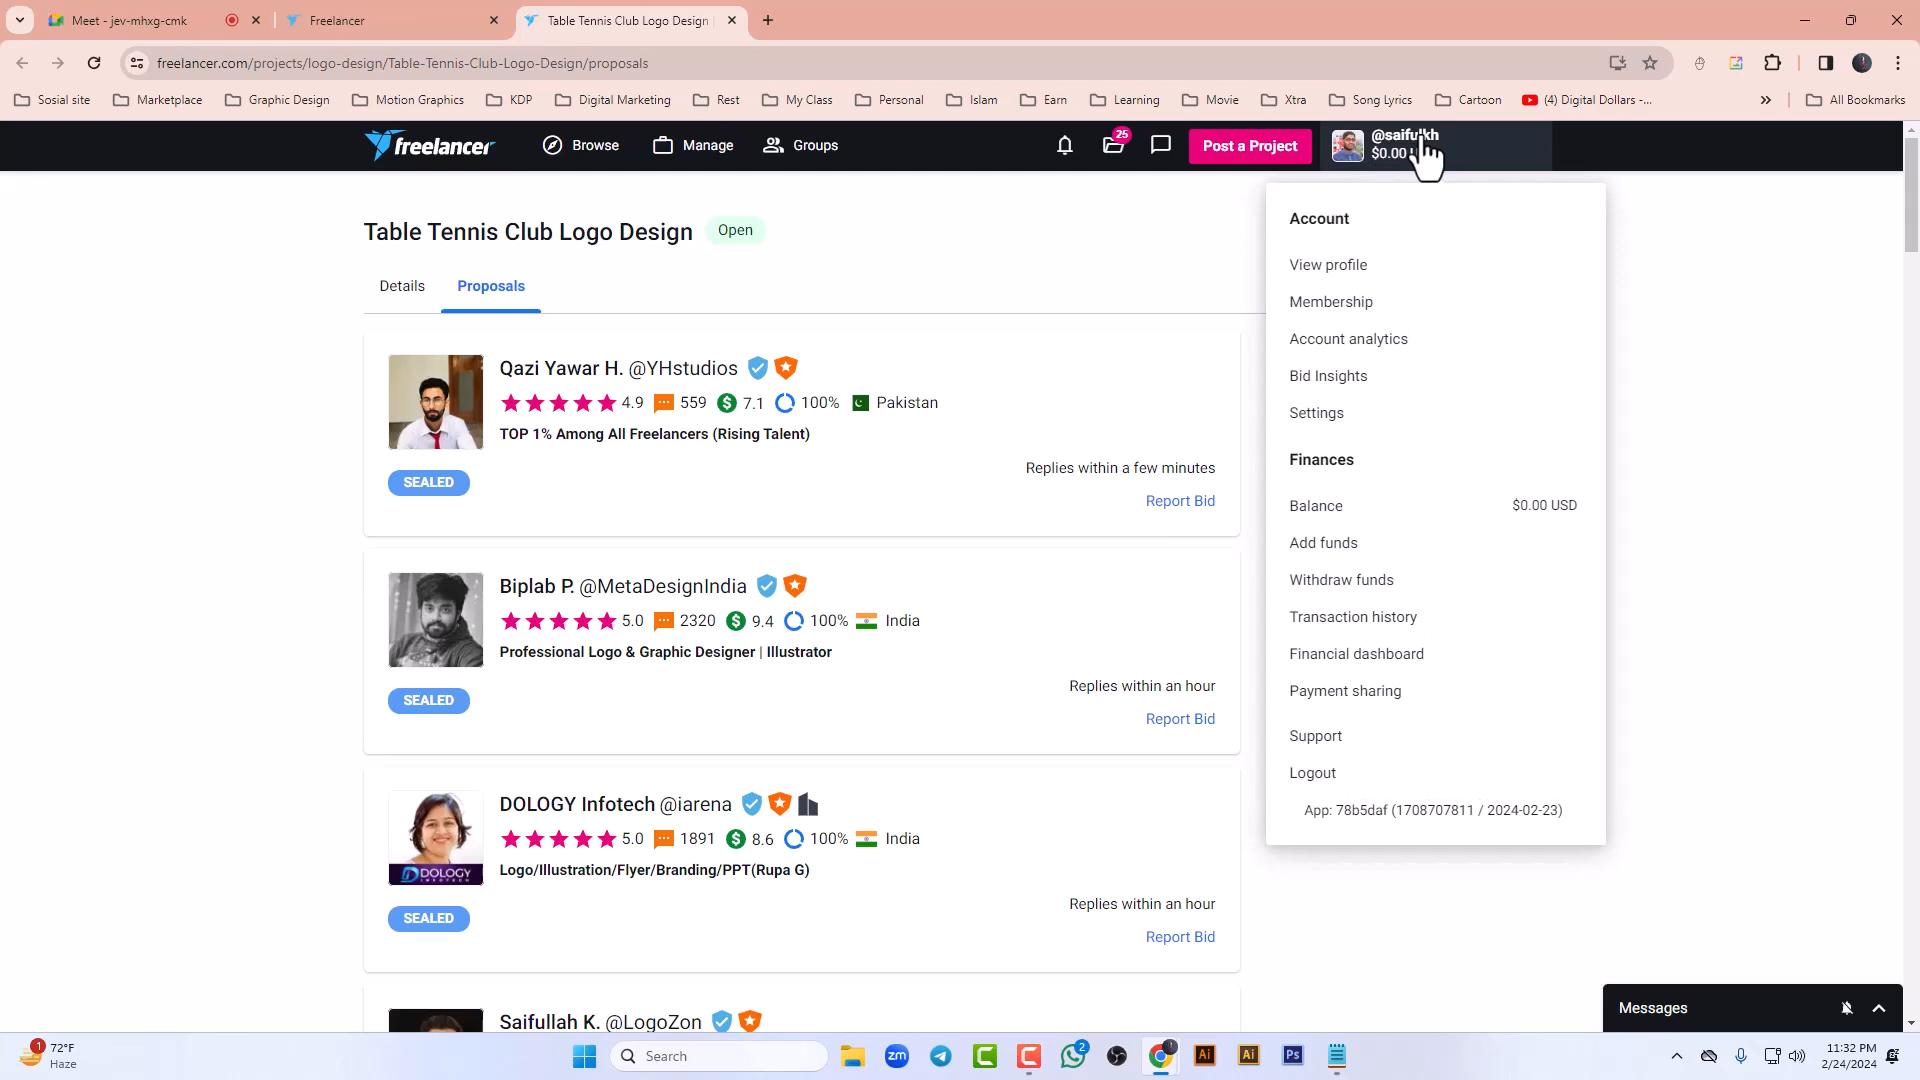 Meet - jev-mhxg-cmk
Freelancer
Table Tennis Club Logo Design
freelancer.com/projects/logo-design/Table-Tennis-Club-Logo-Design/proposals
Sosial site
Marketplace
Graphic Design
Motion Graphics
KDP
Digital Marketing
Rest
My Class
Personal
Islam
Earn
Learning
Movie
Xtra
Song Lyrics
Cartoon
(4) Digital Dollars -...
All Bookmarks
freelancer
Browse
Manage
Groups
25
Post a Project
$0.00
Table Tennis Club Logo Design
Open
Details
Proposals
Qazi Yawar H. @YHstudios
4.9 559 7.1 100% Pakistan
TOP 1% Among All Freelancers (Rising Talent)
Replies within a few minutes
SEALED
Report Bid
Biplab P. @MetaDesignIndia
5.0 2320 9.4 100% India
Professional Logo & Graphic Designer | Illustrator
Replies within an hour
SEALED
Report Bid
DOLOGY Infotech @iarena
5.0 1891 8.6 100% India
Logo/Illustration/Flyer/Branding/PPT(Rupa G)
DOLOGY
INFOTECH
Replies within an hour
SEALED
Report Bid
Saifullah K. @LogoZon
Account
View profile
Membership
Account analytics
Bid Insights
Settings
Finances
Balance $0.00 USD
Add funds
Withdraw funds
Transaction history
Financial dashboard
Payment sharing
Support
Logout
App: 78b5daf (1708707811 / 2024-02-23)
Messages
1
72°F
Haze
Search
zm
2
Ai
Ai
Ps
11:32 PM
2/24/2024